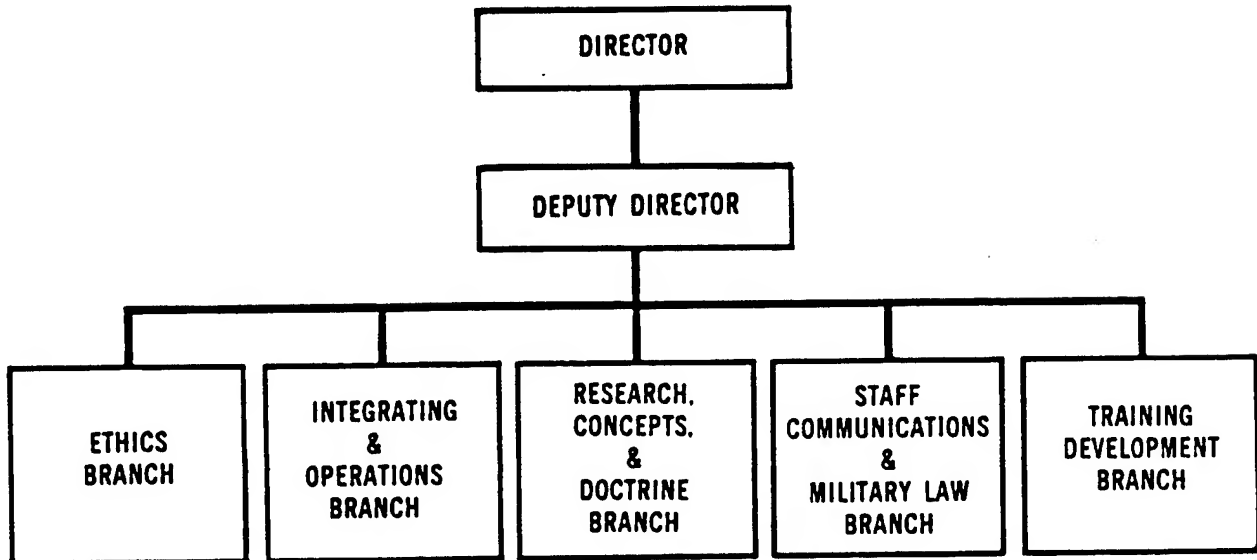 DIRECTOR
DEPUTY DIRECTOR
ETHICS
BRANCH
INTEGRATING
&
OPERATIONS
BRANCH
RESEARCH,
CONCEPTS,
&
DOCTRINE
BRANCH
STAFF
COMMUNICATIONS
&
MILITARY LAW
BRANCH
TRAINING
DEVELOPMENT
BRANCH